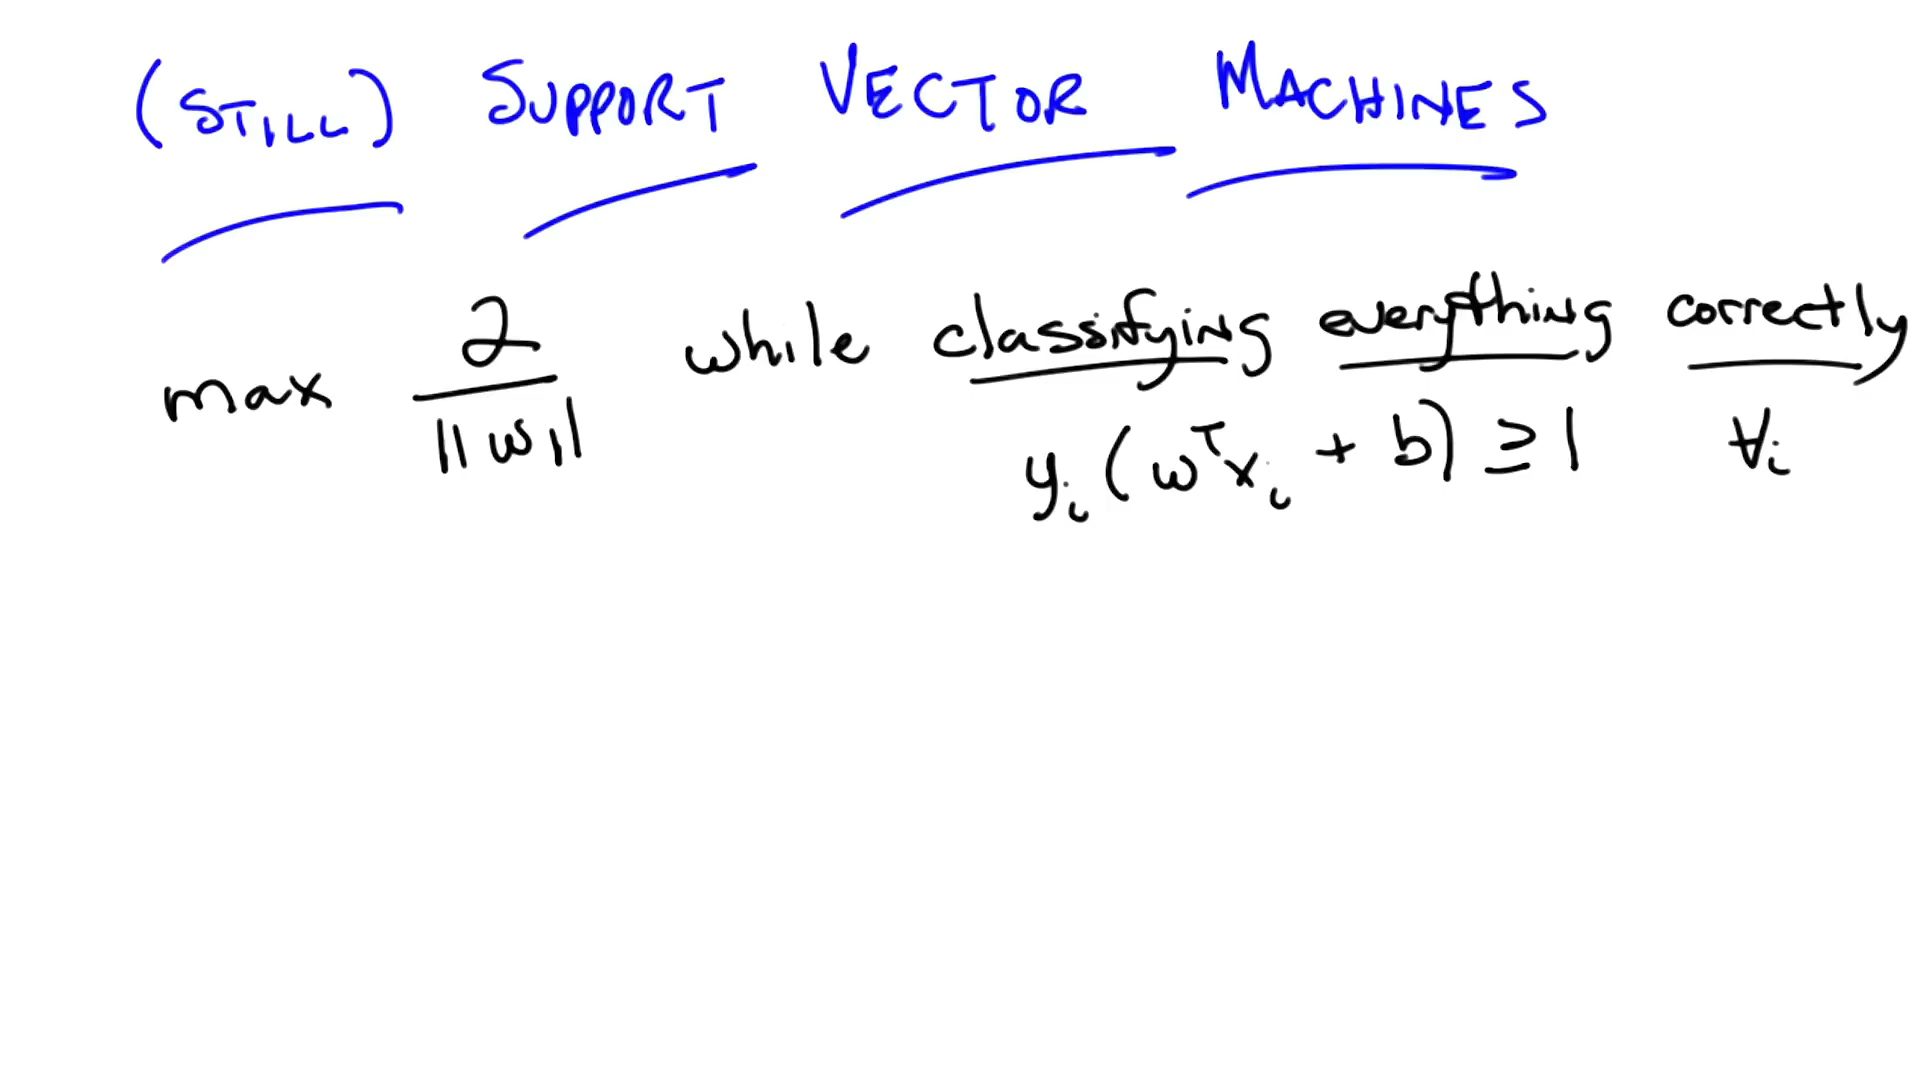 (STILL) SUPPORT VECTOR MACHINES
max 2/||w|| while classifying everything correctly
yᵢ (wᵀxᵢ + b) ≥ 1 ∀ᵢ